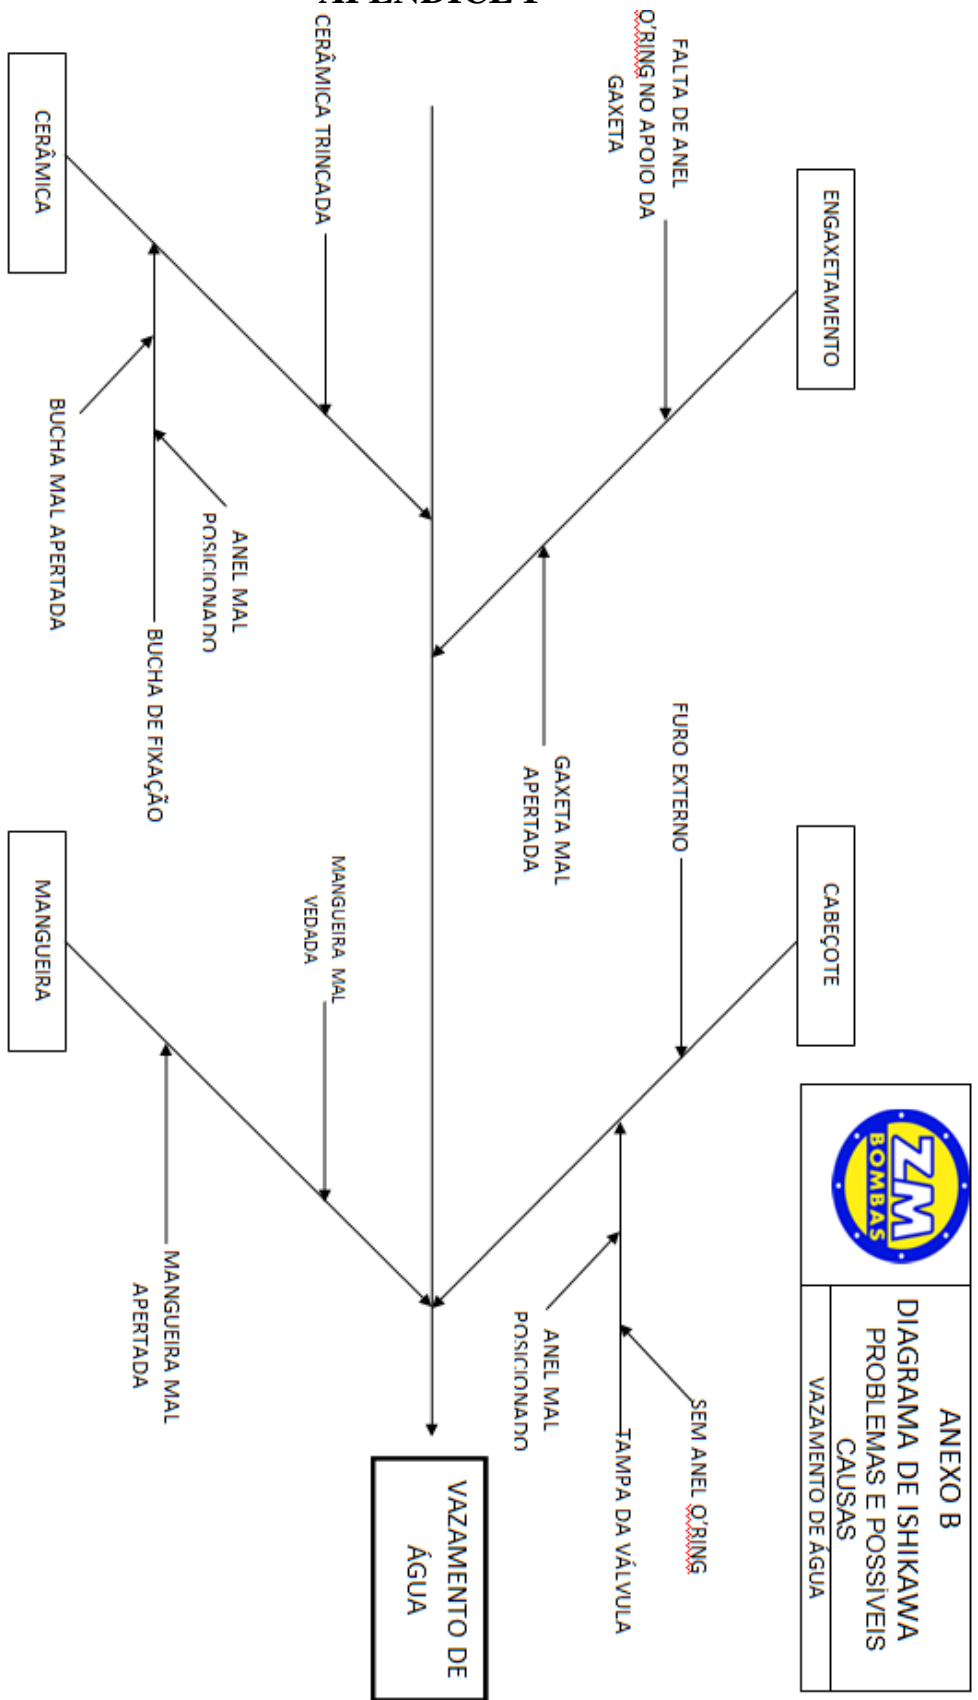 APÊNDICE I
ZM
BOMBAS
ANEXO B
DIAGRAMA DE ISHIKAWA
PROBLEMAS E POSSÍVEIS
CAUSAS
VAZAMENTO DE ÁGUA
ENGAXETAMENTO
CABEÇOTE
FALTA DE ANEL
O'RING NO APOIO DA
GAXETA
GAXETA MAL
APERTADA
FURO EXTERNO
SEM ANEL O'RING
TAMPA DA VÁLVULA
ANEL MAL
POSICIONADO
VAZAMENTO DE
ÁGUA
CERÂMICA TRINCADA
ANEL MAL
POSICIONADO
BUCHA DE FIXAÇÃO
BUCHA MAL APERTADA
MANGUEIRA MAL
VEDADA
MANGUEIRA MAL
APERTADA
CERÂMICA
MANGUEIRA